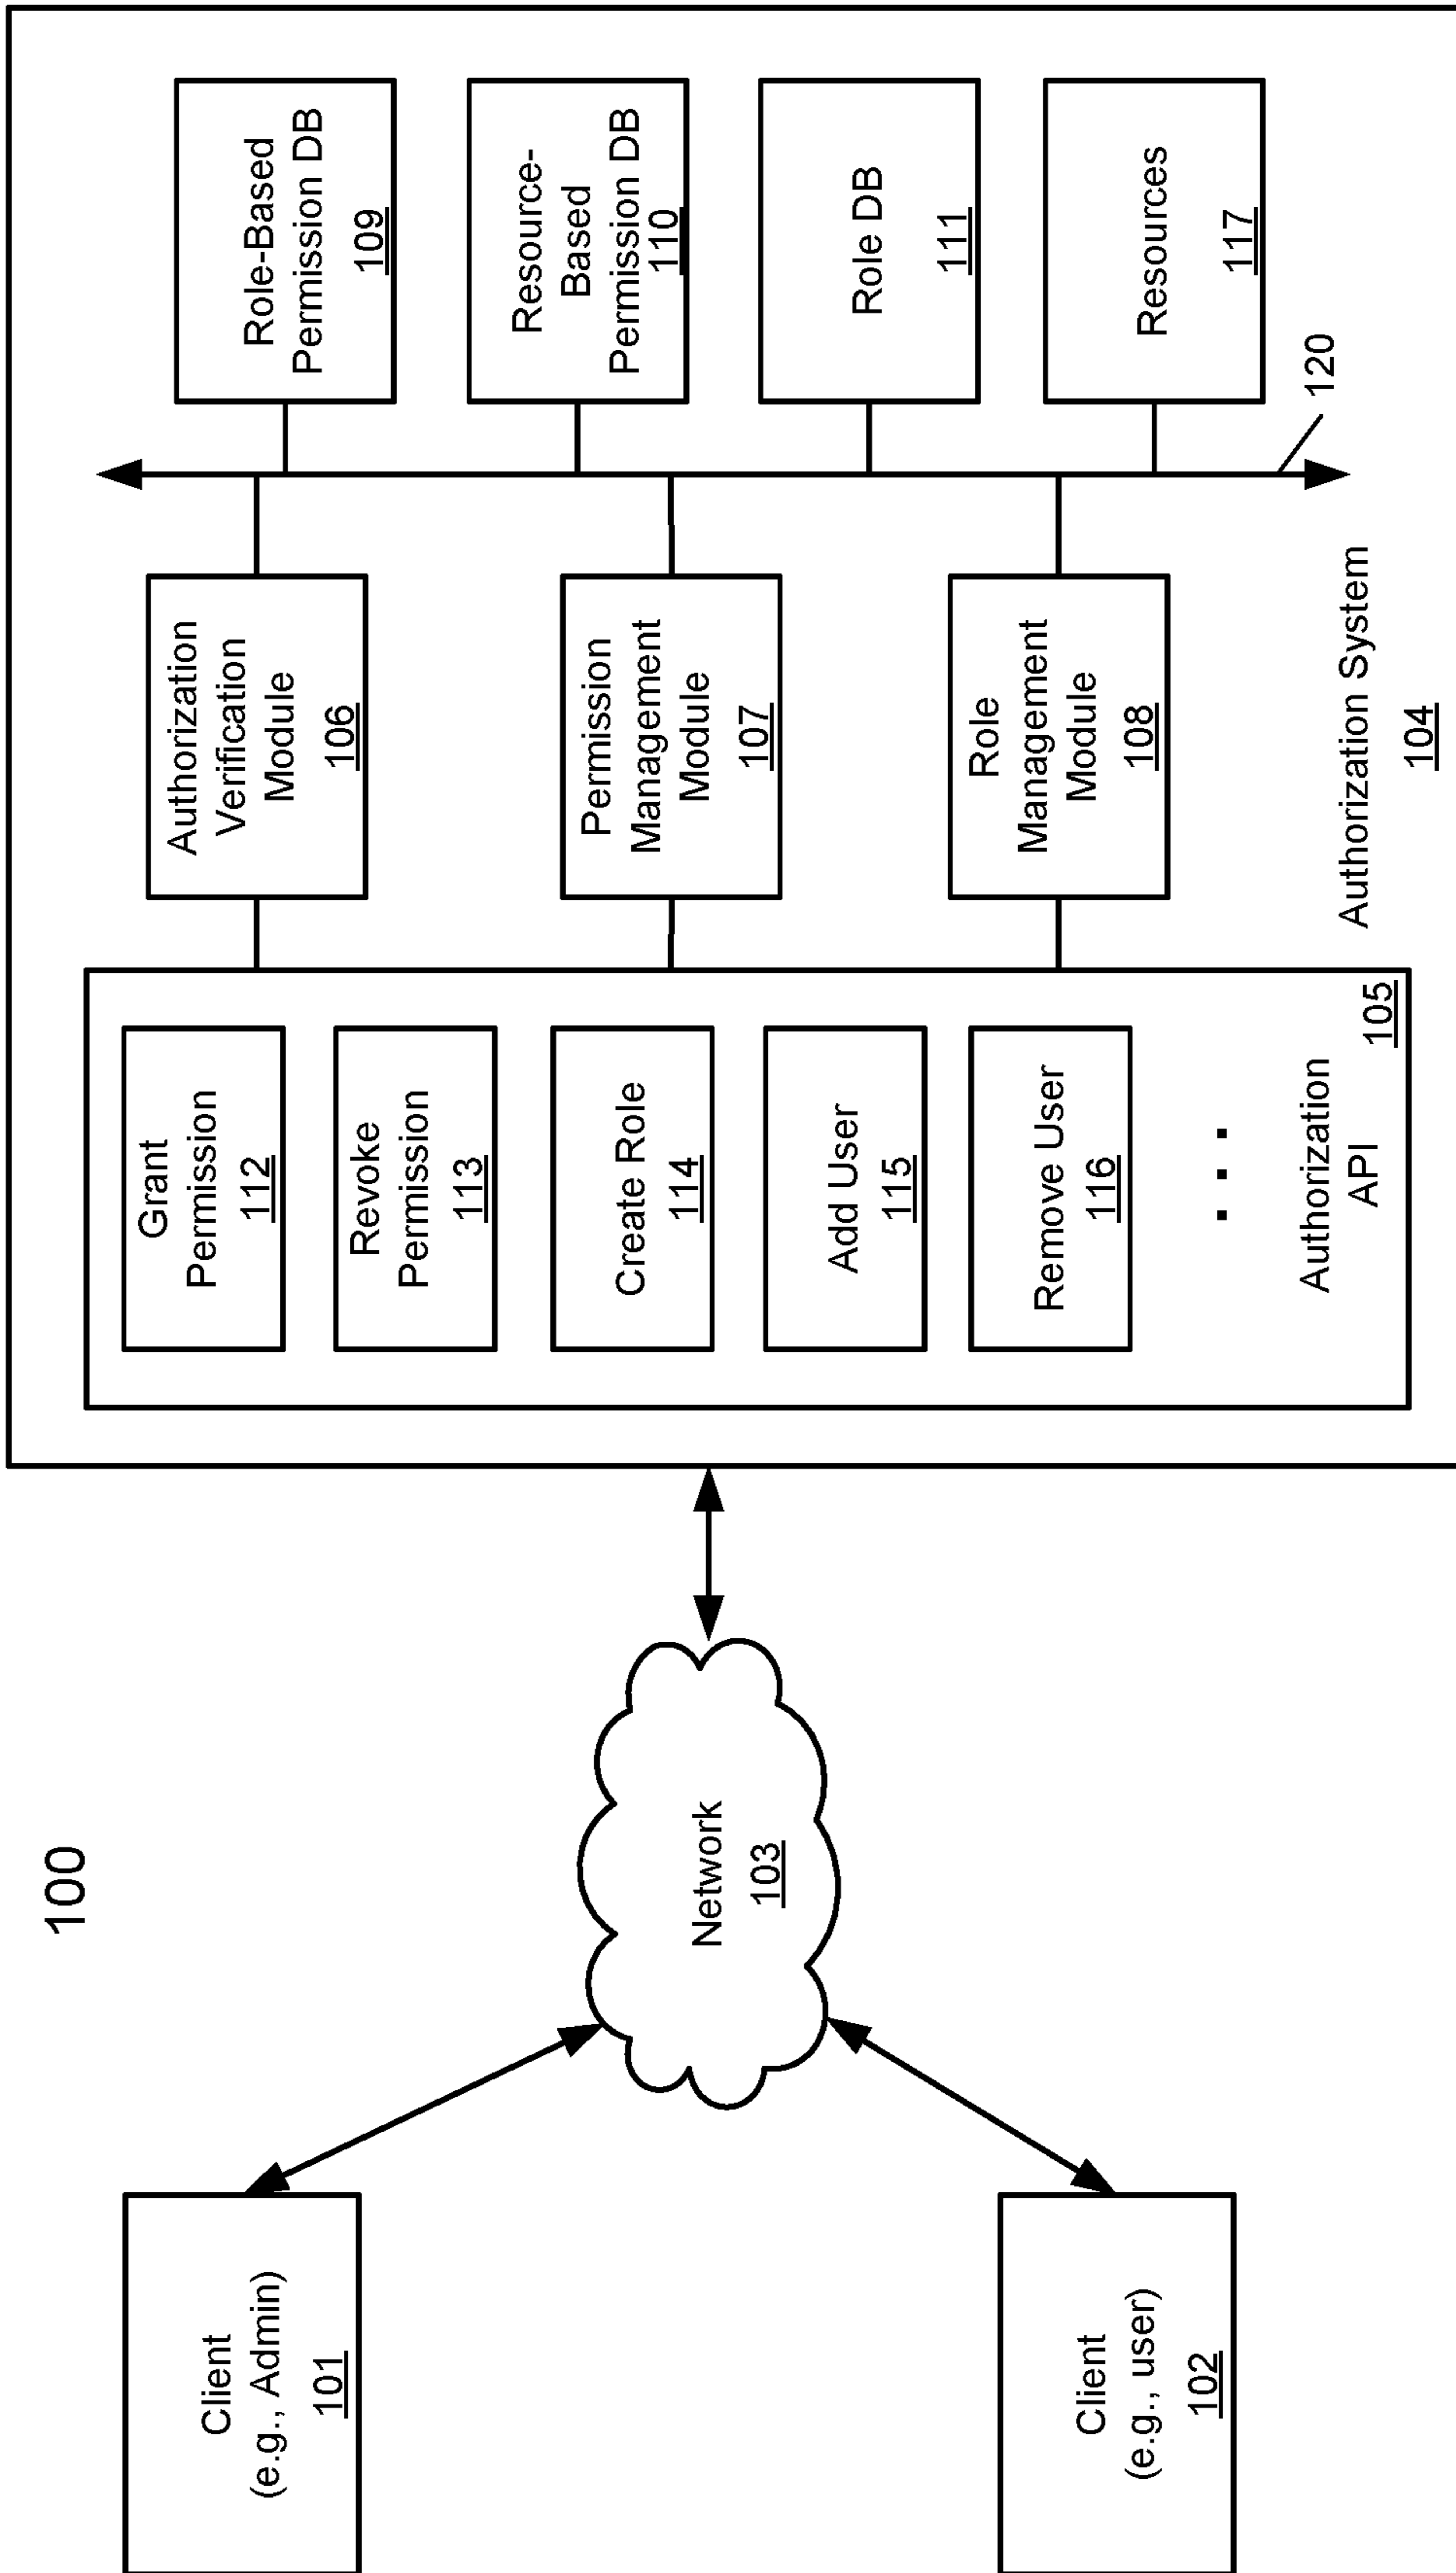 100
Client
(e.g., Admin)
101
Client
(e.g., user)
102
Network
103
Grant
Permission
112
Revoke
Permission
113
Create Role
114
Add User
115
Remove User
116
. . .
Authorization
API
105
Authorization
Verification
Module
106
Permission
Management
Module
107
Role
Management
Module
108
Authorization System
104
Role-Based
Permission DB
109
Resource-
Based
Permission DB
110
Role DB
111
Resources
117
120